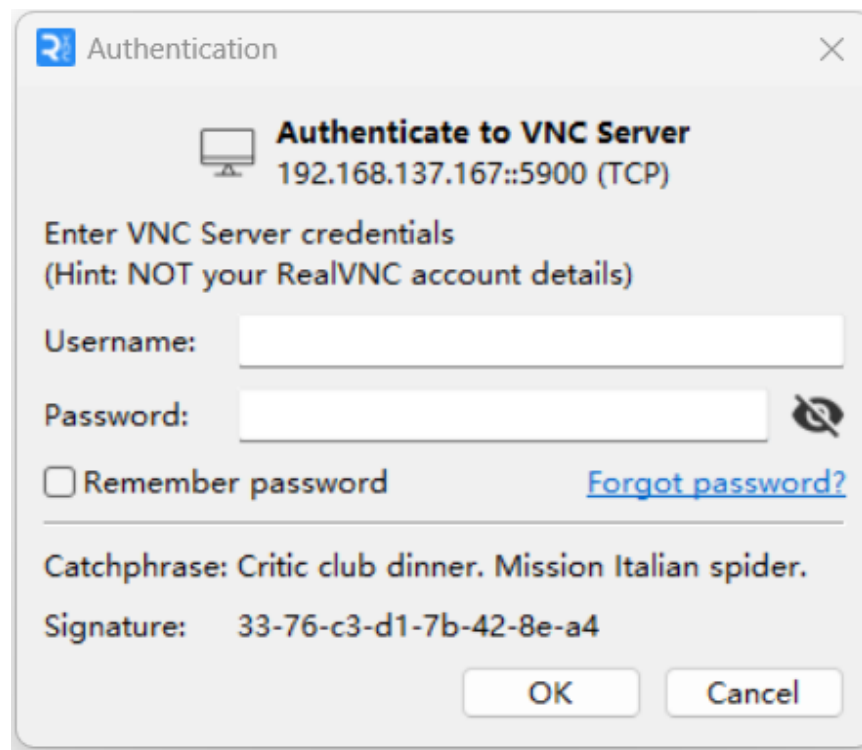 Authentication
Authenticate to VNC Server
192.168.137.167::5900 (TCP)
Enter VNC Server credentials
(Hint: NOT your RealVNC account details)
Username:
Password:
Remember password Forgot password?
Catchphrase: Critic club dinner. Mission Italian spider.
Signature: 33-76-c3-d1-7b-42-8e-a4
OK Cancel